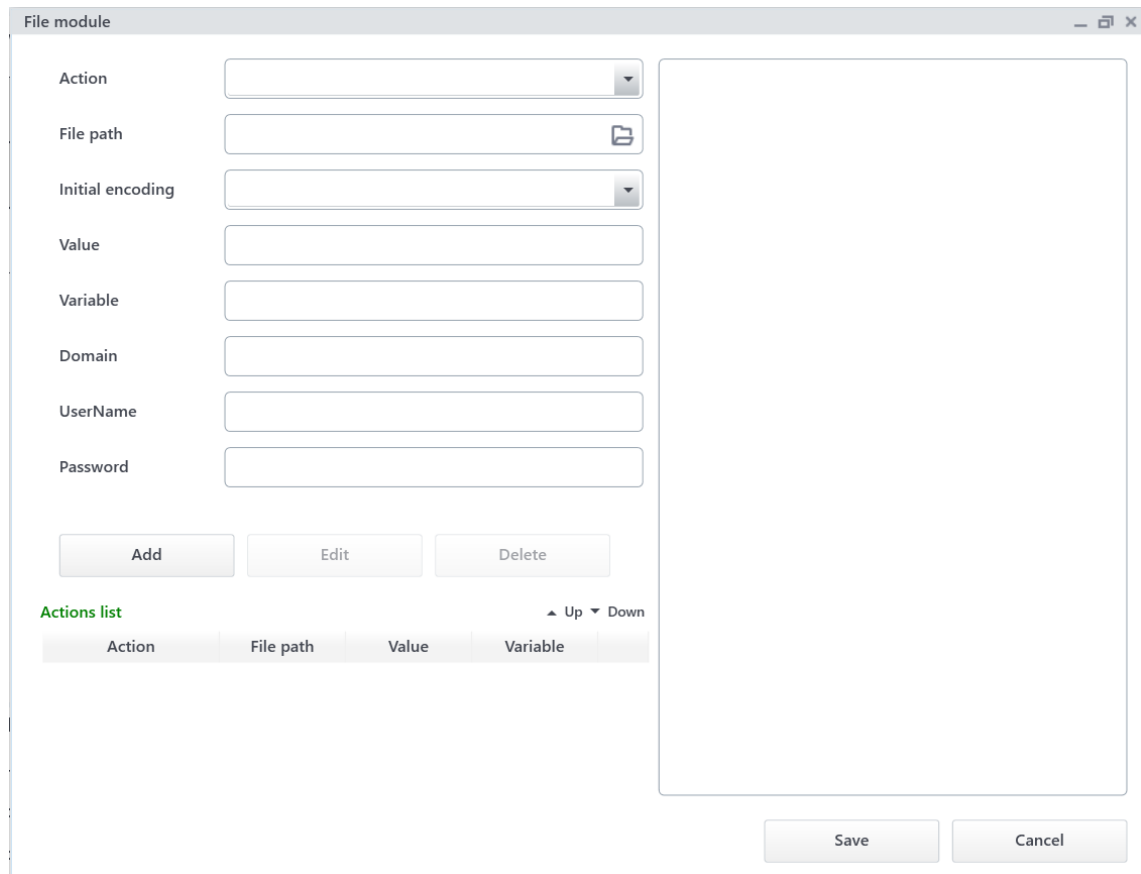 File module
Action
File path
Initial encoding
Value
Variable
Domain
UserName
Password
Add Edit Delete
Actions list Up Down
Action File path Value Variable
Save Cancel